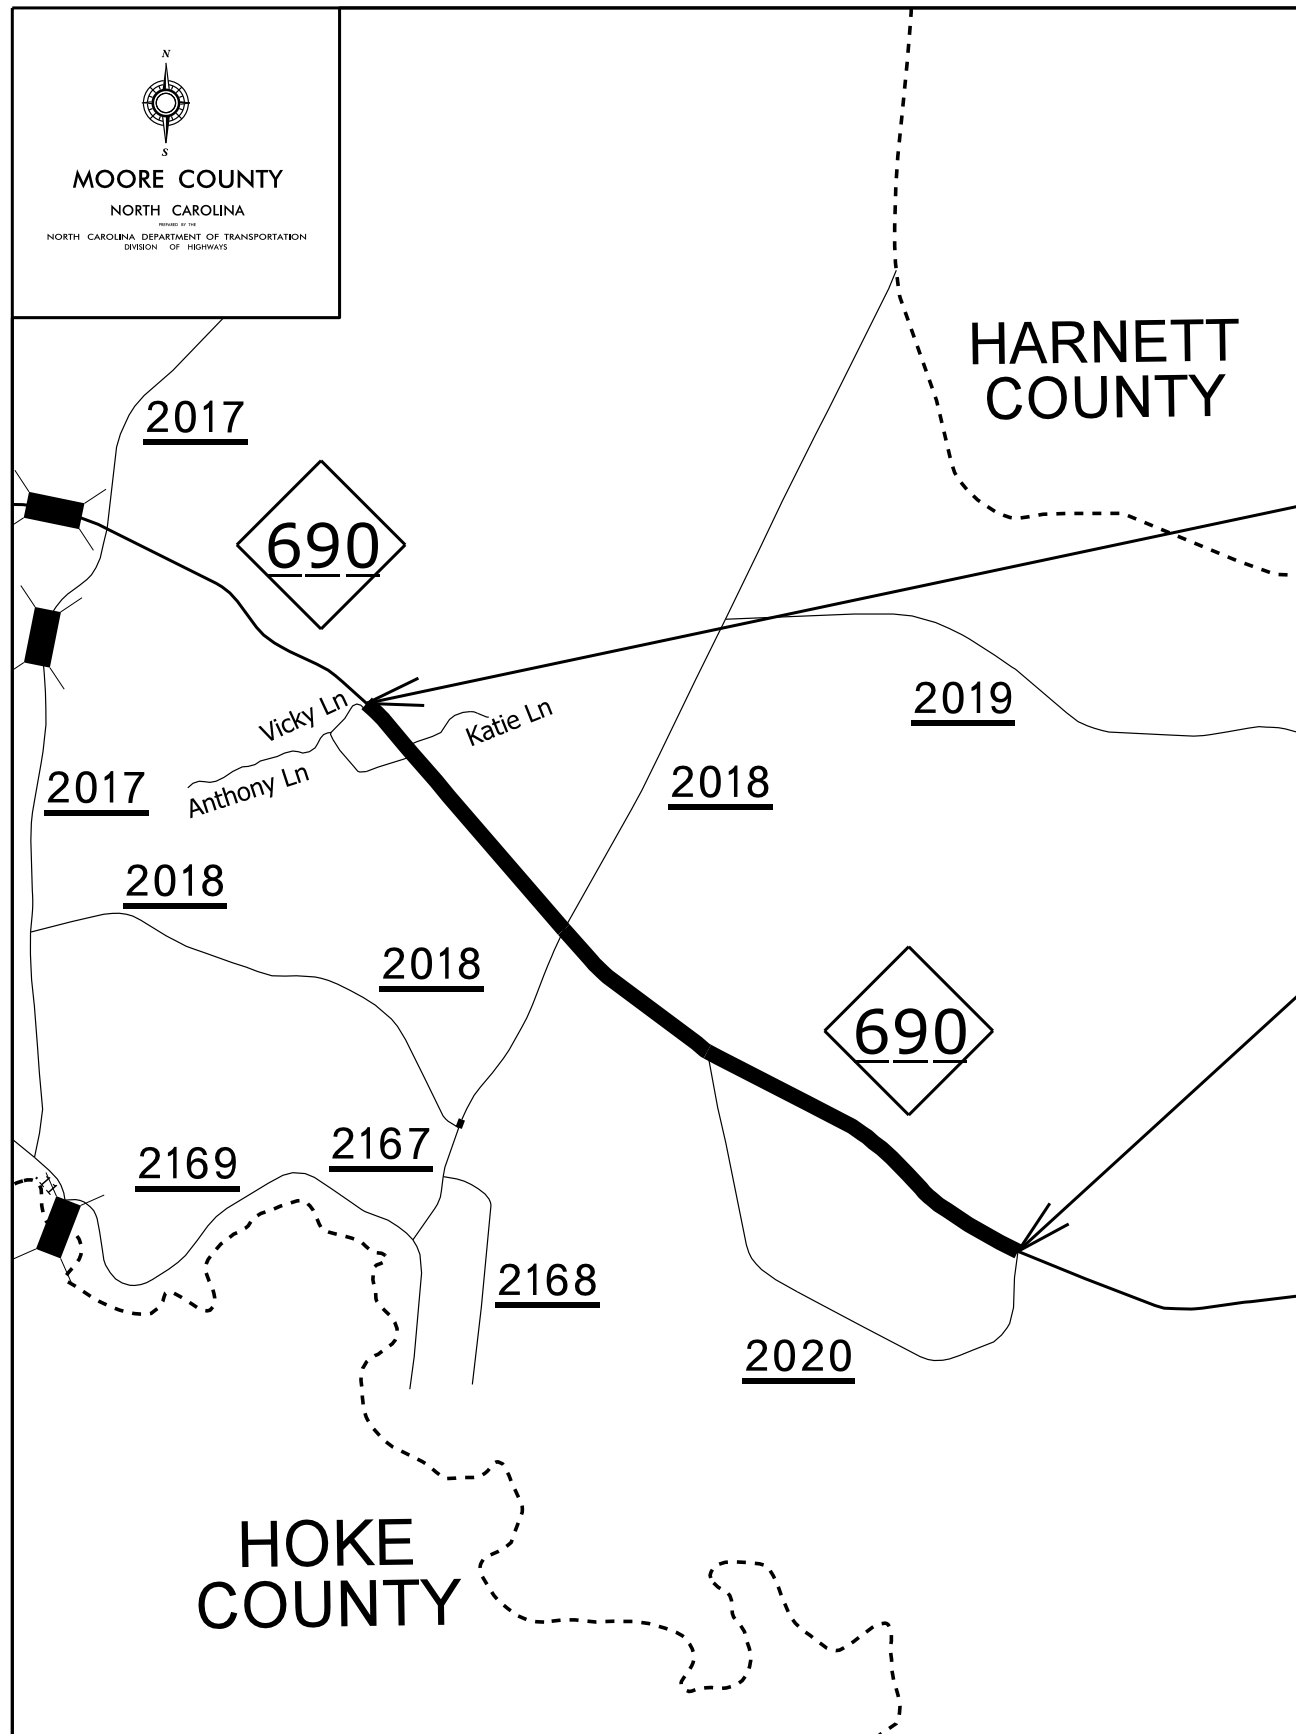 N
S
MOORE COUNTY
NORTH CAROLINA
PREPARED BY THE
NORTH CAROLINA DEPARTMENT OF TRANSPORTATION
DIVISION OF HIGHWAYS
HARNETT
COUNTY
2017
690
2019
Vicky Ln
Katie Ln
Anthony Ln
2017
2018
2018
2018
690
2167
2169
2168
2020
HOKE
COUNTY